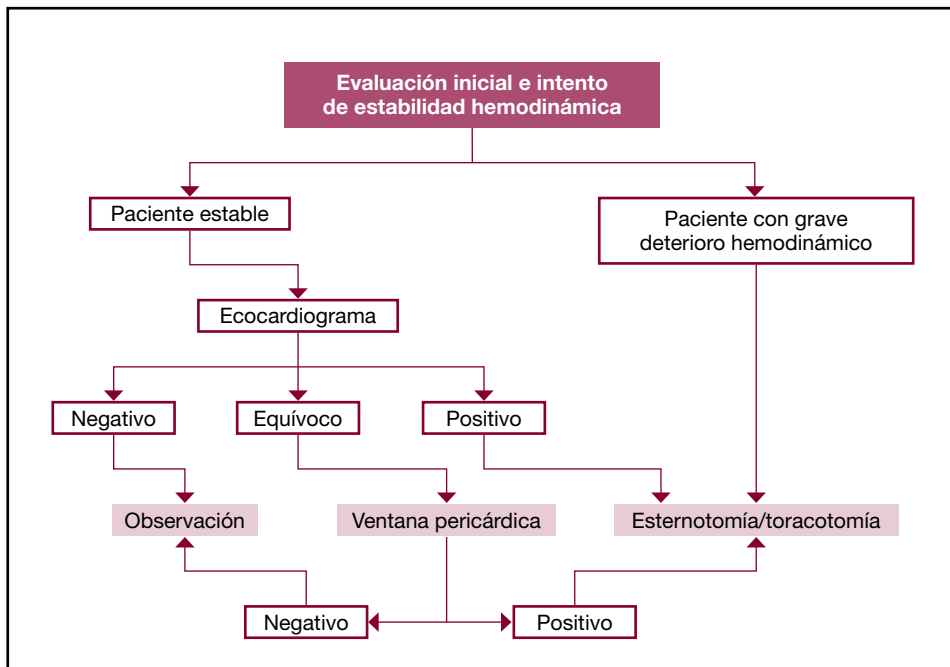 Evaluación inicial e intento
de estabilidad hemodinámica
Paciente estable
Paciente con grave
deterioro hemodinámico
Ecocardiograma
Negativo
Equívoco
Positivo
Observación
Ventana pericárdica
Esternotomía/toracotomía
Negativo
Positivo